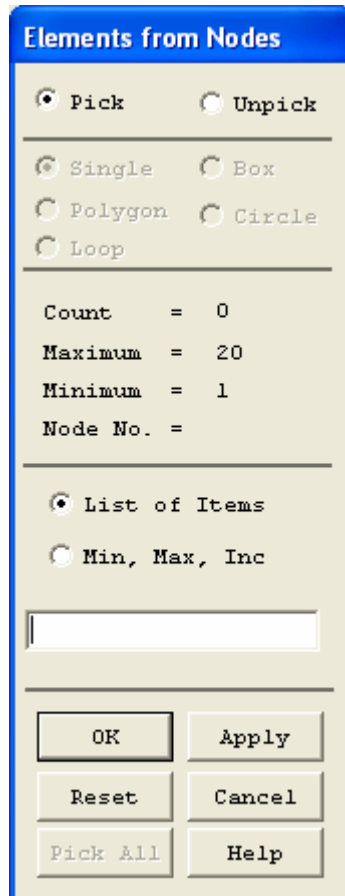 Elements from Nodes
Pick Unpick
Single Box
Polygon Circle
Loop
Count = 0
Maximum = 20
Minimum = 1
Node No. =
List of Items
Min, Max, Inc
OK Apply
Reset Cancel
Pick All Help